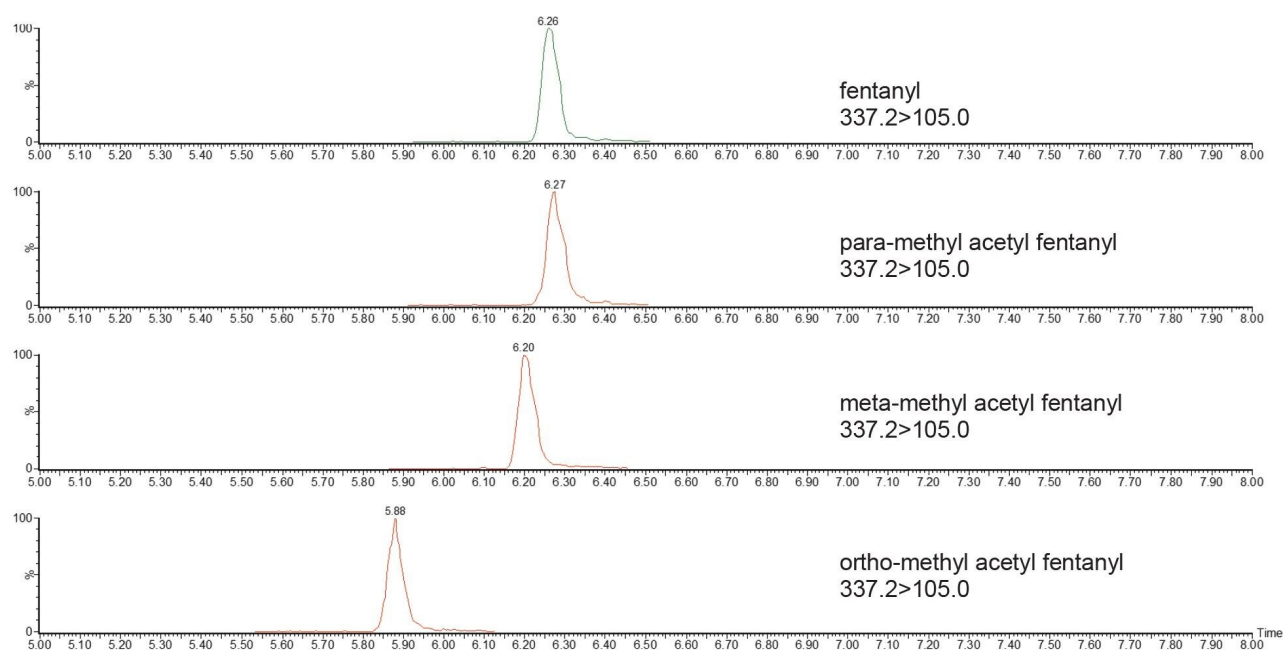 6.26
100
%
0
fentanyl
337.2>105.0
5.00 5.10 5.20 5.30 5.40 5.50 5.60 5.70 5.80 5.90 6.00 6.10 6.20 6.30 6.40 6.50 6.60 6.70 6.80 6.90 7.00 7.10 7.20 7.30 7.40 7.50 7.60 7.70 7.80 7.90 8.00
6.27
100
%
0
para-methyl acetyl fentanyl
337.2>105.0
5.00 5.10 5.20 5.30 5.40 5.50 5.60 5.70 5.80 5.90 6.00 6.10 6.20 6.30 6.40 6.50 6.60 6.70 6.80 6.90 7.00 7.10 7.20 7.30 7.40 7.50 7.60 7.70 7.80 7.90 8.00
6.20
100
%
0
meta-methyl acetyl fentanyl
337.2>105.0
5.00 5.10 5.20 5.30 5.40 5.50 5.60 5.70 5.80 5.90 6.00 6.10 6.20 6.30 6.40 6.50 6.60 6.70 6.80 6.90 7.00 7.10 7.20 7.30 7.40 7.50 7.60 7.70 7.80 7.90 8.00
5.88
100
%
0
ortho-methyl acetyl fentanyl
337.2>105.0
Time
5.00 5.10 5.20 5.30 5.40 5.50 5.60 5.70 5.80 5.90 6.00 6.10 6.20 6.30 6.40 6.50 6.60 6.70 6.80 6.90 7.00 7.10 7.20 7.30 7.40 7.50 7.60 7.70 7.80 7.90 8.00